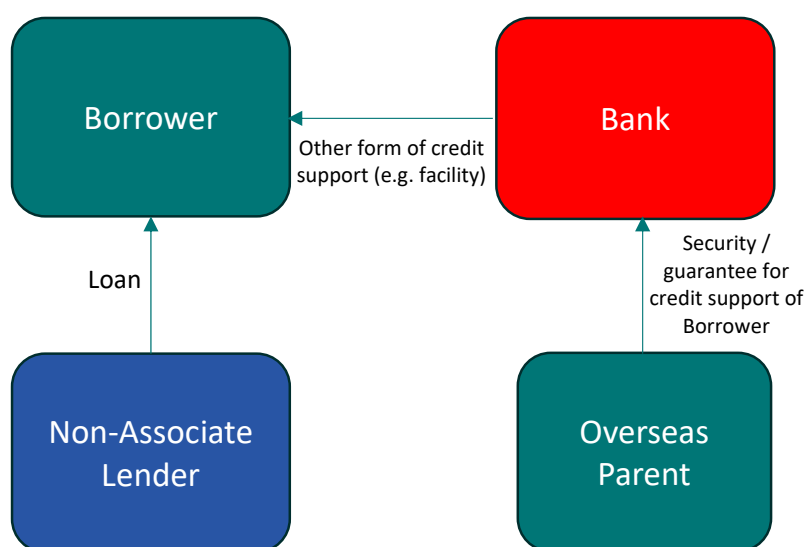 Borrower
Bank
Other form of credit
support (e.g. facility)
Security /
guarantee for
credit support of
Borrower
Loan
Non-Associate
Lender
Overseas
Parent